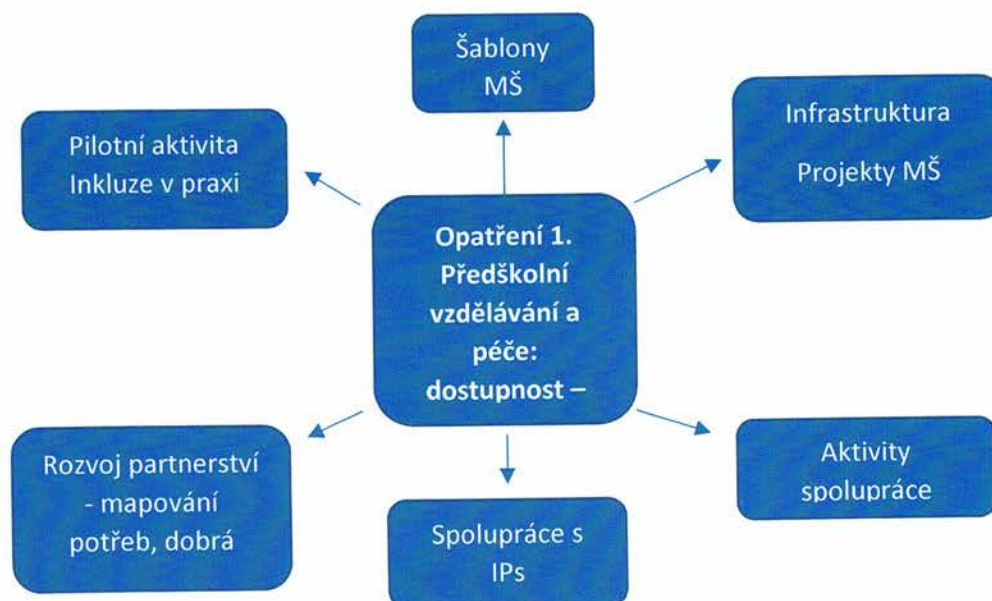 Šablony
MŠ
Infrastruktura
Projekty MŠ
Pilotní aktivita
Inkluze v praxi
Opatření 1.
Předškolní
vzdělávání a
péče:
dostupnost –
Rozvoj partnerství
- mapování
potřeb, dobrá
Spolupráce s
IPs
Aktivity
spolupráce